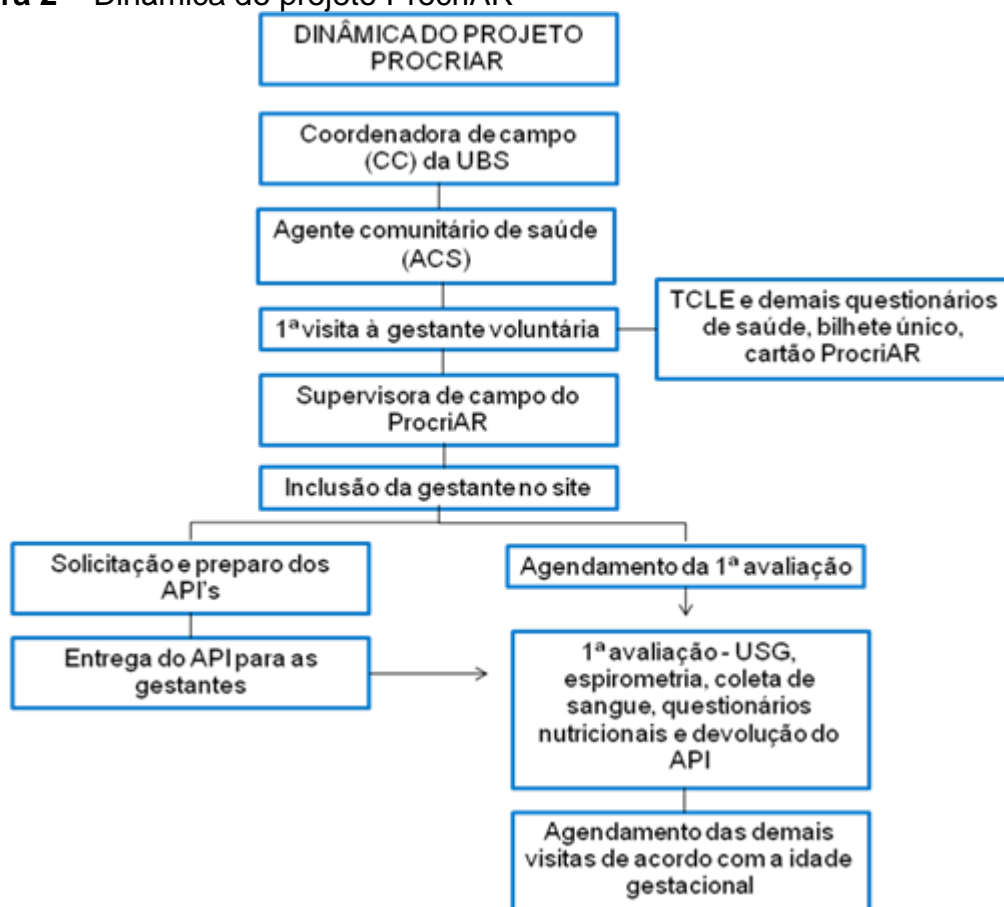 ra 2 – Dinâmica do projeto ProcriAR
DINÂMICA DO PROJETO
PROCRIAR
Coordenadora de campo
(CC) da UBS
Agente comunitário de saúde
(ACS)
1ª visita à gestante voluntária
TCLE e demais questionários
de saúde, bilhete único,
cartão ProcriAR
Supervisora de campo do
ProcriAR
Inclusão da gestante no site
Solicitação e preparo dos
API's
Agendamento da 1ª avaliação
Entrega do API para as
gestantes
1ª avaliação - USG,
espirometria, coleta de
sangue, questionários
nutricionais e devolução do
API
Agendamento das demais
visitas de acordo com a idade
gestacional